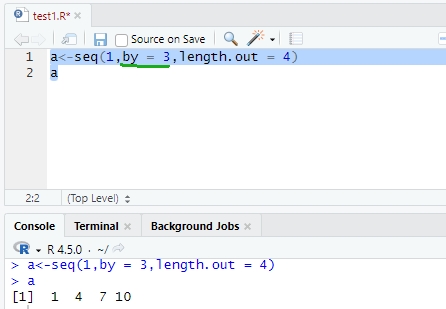 test1.R* ×
Source on Save
1 a<-seq(1,by = 3,length.out = 4)
2 a
2:2 (Top Level)
Console Terminal × Background Jobs ×
R 4.5.0 · ~/
> a<-seq(1,by = 3,length.out = 4)
> a
[1]  1  4  7 10